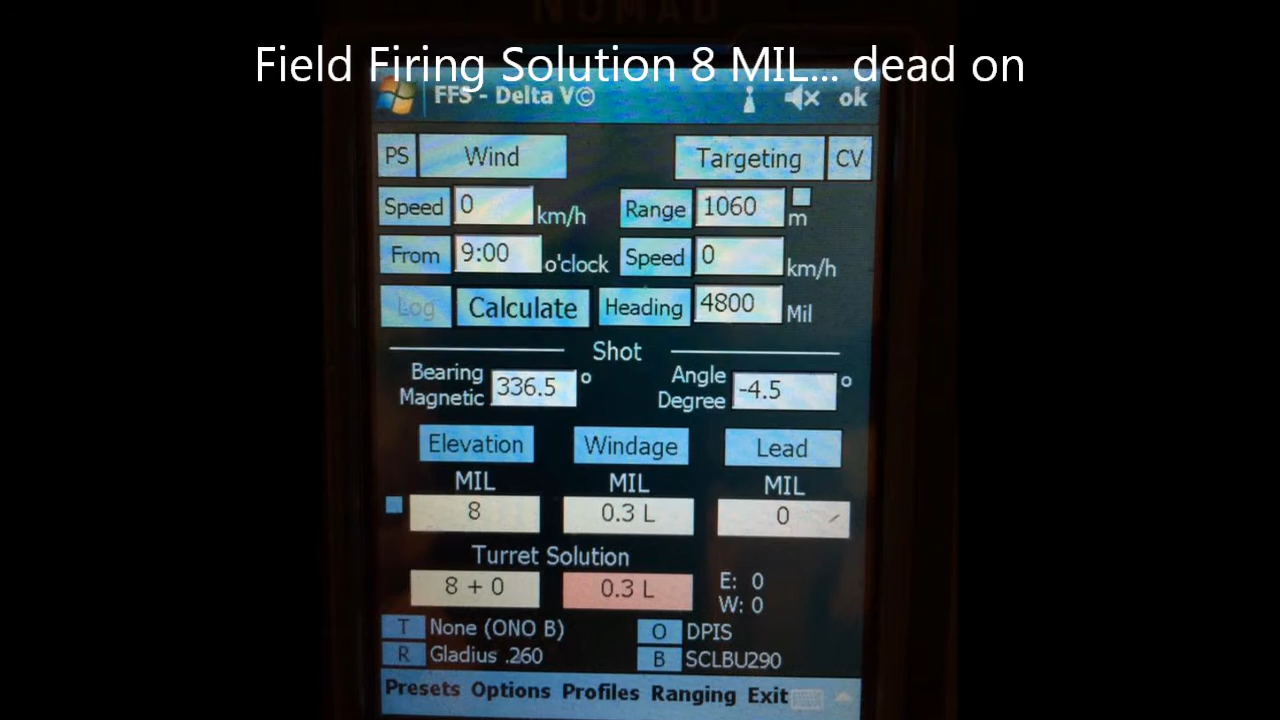 NOMAD
Field Firing Solution 8 MIL... dead on
FFS - Delta V© ok
PS Wind Targeting CV
Speed 0 km/h Range 1060 m
From 9:00 o'clock Speed 0 km/h
Log Calculate Heading 4800 Mil
Shot
Bearing Magnetic 336.5 ° Angle Degree -4.5 °
Elevation Windage Lead
MIL MIL MIL
8 0.3 L 0
Turret Solution
8 + 0 0.3 L E: 0
W: 0
T None (ONO B) O DPIS
R Gladius .260 B SCLBU290
Presets Options Profiles Ranging Exit